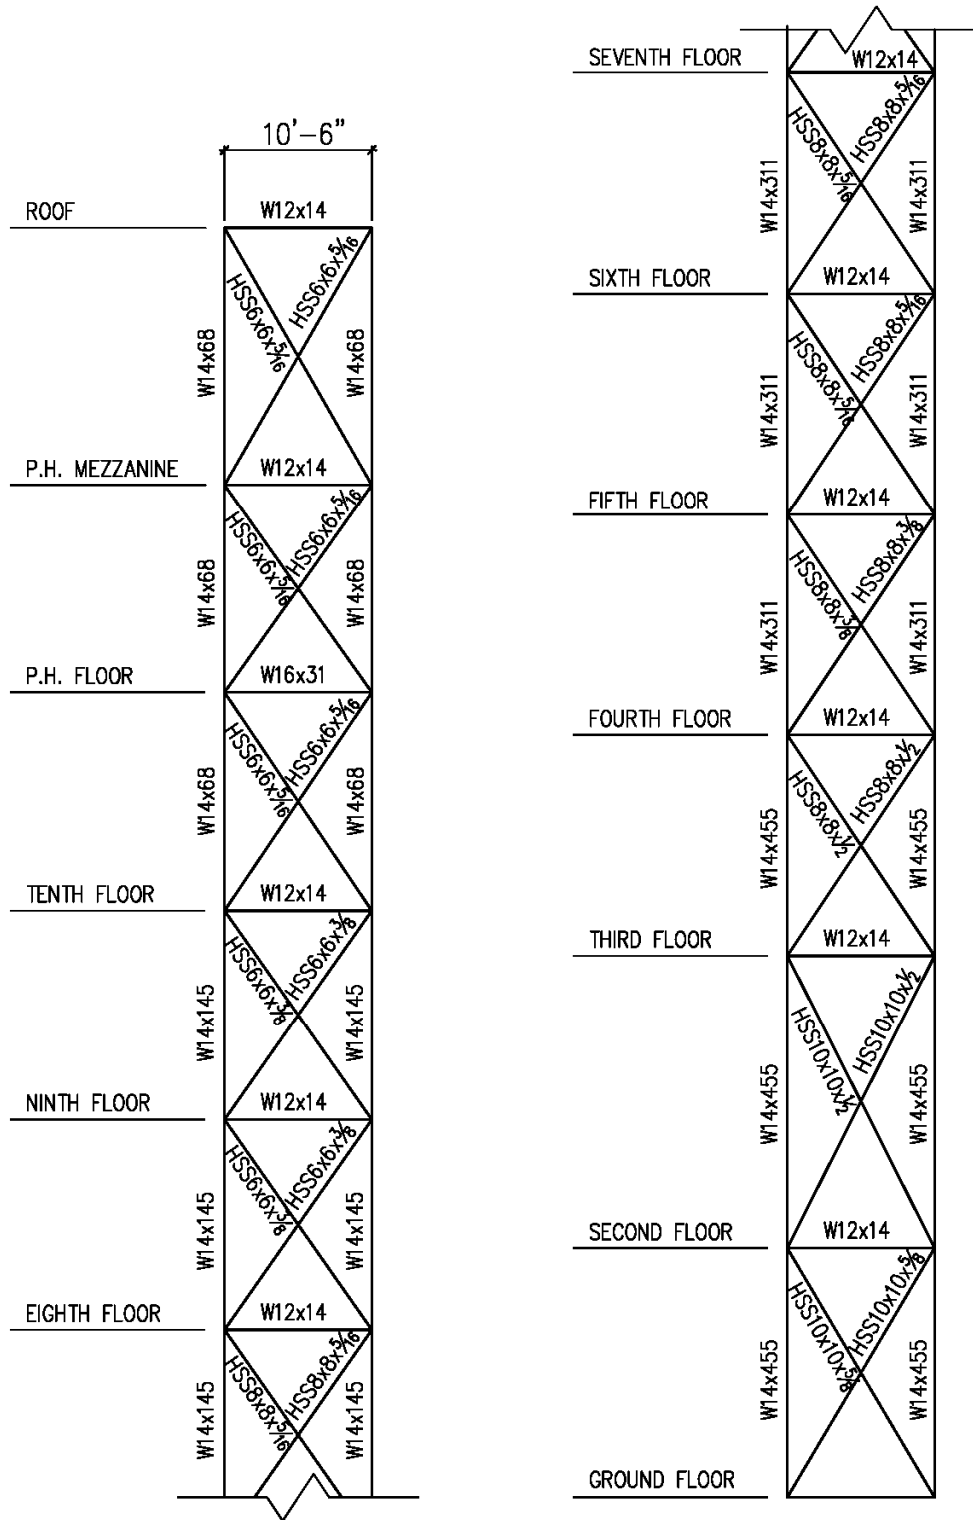 10'-6"
ROOF
W12x14
HSS6x6x5/16
HSS6x6x5/16
W14x68
W14x68
P.H. MEZZANINE
W12x14
HSS6x6x5/16
HSS6x6x5/16
W14x68
W14x68
P.H. FLOOR
W16x31
HSS6x6x5/16
HSS6x6x5/16
W14x68
W14x68
TENTH FLOOR
W12x14
HSS6x6x3/8
HSS6x6x3/8
W14x145
W14x145
NINTH FLOOR
W12x14
HSS6x6x3/8
HSS6x6x3/8
W14x145
W14x145
EIGHTH FLOOR
W12x14
HSS8x8x5/16
HSS8x8x5/16
W14x145
W14x145
SEVENTH FLOOR
W12x14
HSS8x8x5/16
HSS8x8x5/16
W14x311
W14x311
SIXTH FLOOR
W12x14
HSS8x8x5/16
HSS8x8x5/16
W14x311
W14x311
FIFTH FLOOR
W12x14
HSS8x8x3/8
HSS8x8x3/8
W14x311
W14x311
FOURTH FLOOR
W12x14
HSS8x8x1/2
HSS8x8x1/2
W14x455
W14x455
THIRD FLOOR
W12x14
HSS10x10x1/2
HSS10x10x1/2
W14x455
W14x455
SECOND FLOOR
W12x14
HSS10x10x5/8
HSS10x10x5/8
W14x455
W14x455
GROUND FLOOR